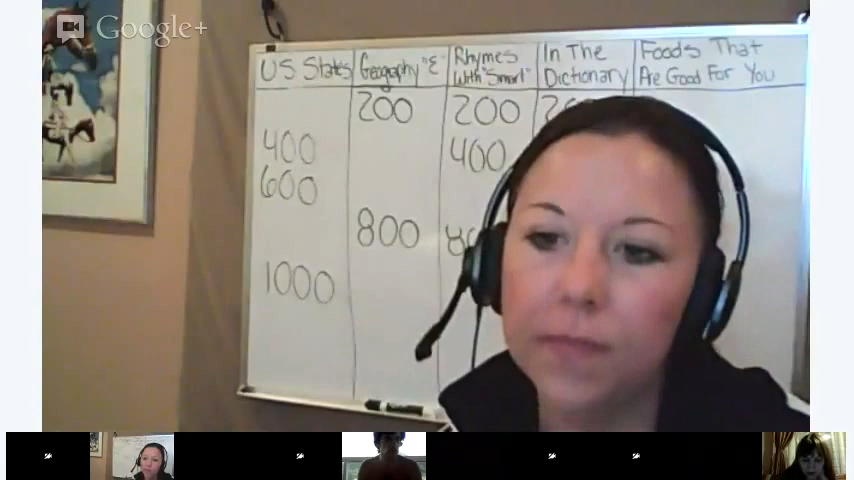 Google+
US States
Geography "E"
Rhymes
With "Smart"
In The
Dictionary
Foods That
Are Good For You
200
200
400
400
600
800
1000